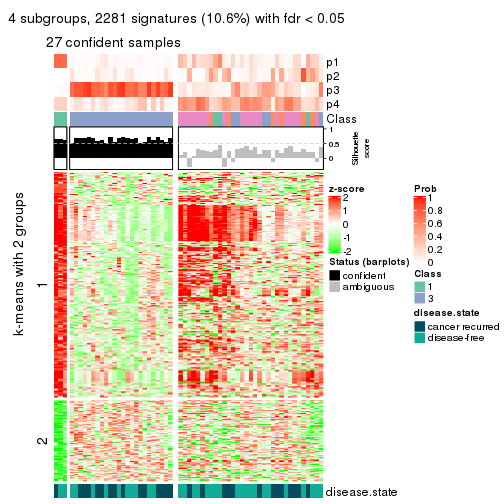 4 subgroups, 2281 signatures (10.6%) with fdr < 0.05
27 confident samples
p1
p2
p3
p4
Class
1
0.5
0
Silhouette
score
k-means with 2 groups
1
2
z-score
2
1
0
-1
-2
Status (barplots)
confident
ambiguous
Prob
1
0.8
0.6
0.4
0.2
0
Class
1
3
disease.state
cancer recurred
disease-free
disease.state